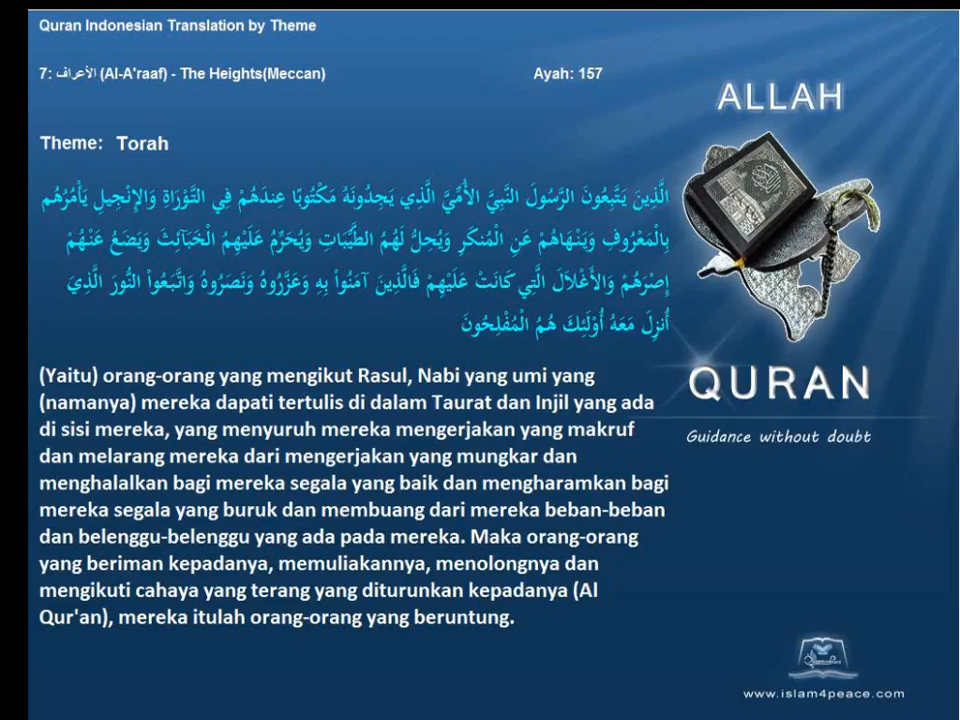 Quran Indonesian Translation by Theme
7: الأعراف (Al-A'raaf) - The Heights(Meccan) Ayah: 157
Theme: Torah
الَّذِينَ يَتَّبِعُونَ الرَّسُولَ النَّبِيَّ الأُمِّيَّ الَّذِي يَجِدُونَهُ مَكْتُوبًا عِندَهُمْ فِي التَّوْرَاةِ وَالإِنْجِيلِ يَأْمُرُهُم
بِالْمَعْرُوفِ وَيَنْهَاهُمْ عَنِ الْمُنكَرِ وَيُحِلُّ لَهُمُ الطَّيِّبَاتِ وَيُحَرِّمُ عَلَيْهِمُ الْخَبَآئِثَ وَيَضَعُ عَنْهُمْ
إِصْرَهُمْ وَالأَغْلاَلَ الَّتِي كَانَتْ عَلَيْهِمْ فَالَّذِينَ آمَنُواْ بِهِ وَعَزَّرُوهُ وَنَصَرُوهُ وَاتَّبَعُواْ النُّورَ الَّذِيَ
أُنزِلَ مَعَهُ أُوْلَئِكَ هُمُ الْمُفْلِحُونَ
(Yaitu) orang-orang yang mengikut Rasul, Nabi yang umi yang
(namanya) mereka dapati tertulis di dalam Taurat dan Injil yang ada
di sisi mereka, yang menyuruh mereka mengerjakan yang makruf
dan melarang mereka dari mengerjakan yang mungkar dan
menghalalkan bagi mereka segala yang baik dan mengharamkan bagi
mereka segala yang buruk dan membuang dari mereka beban-beban
dan belenggu-belenggu yang ada pada mereka. Maka orang-orang
yang beriman kepadanya, memuliakannya, menolongnya dan
mengikuti cahaya yang terang yang diturunkan kepadanya (Al
Qur'an), mereka itulah orang-orang yang beruntung.
ALLAH
QURAN
Guidance without doubt
www.islam4peace.com